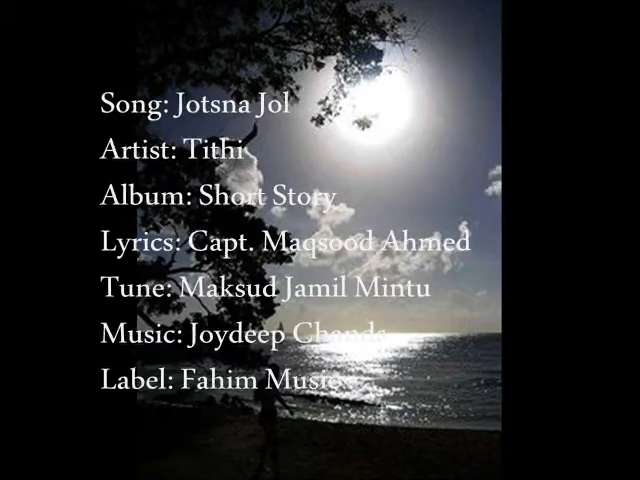 Song: Jotsna Jol
Artist: Tithi
Album: Short Story
Lyrics: Capt. Maqsood Ahmed
Tune: Maksud Jamil Mintu
Music: Joydeep
Label: Fahim Music